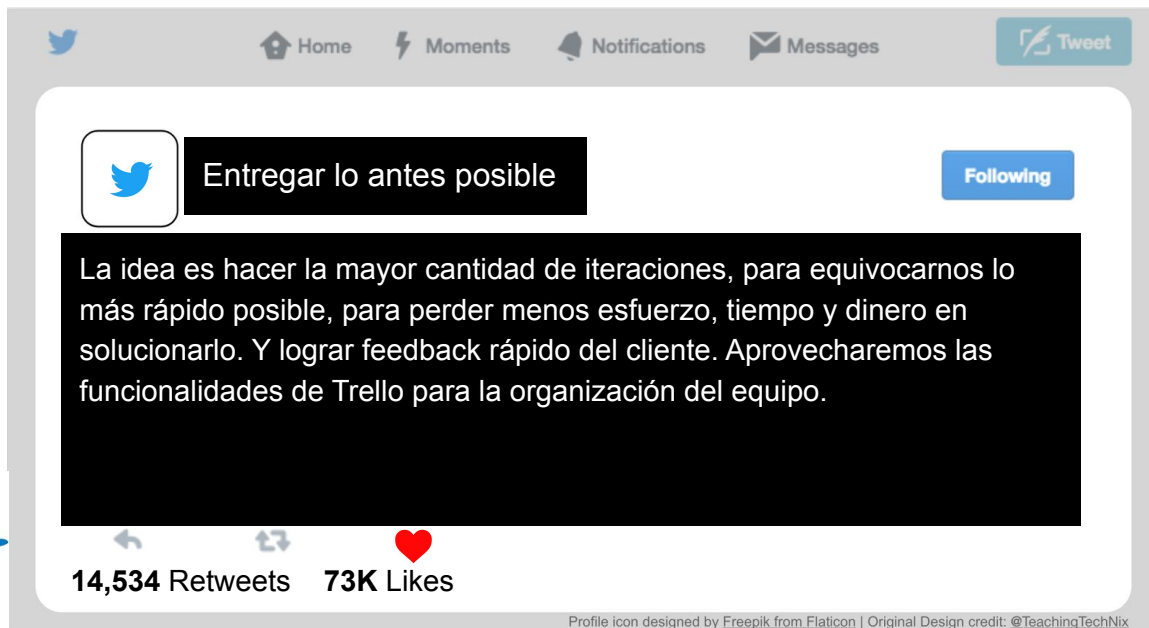 Home Moments Notifications Messages Tweet
Entregar lo antes posible
Following
La idea es hacer la mayor cantidad de iteraciones, para equivocarnos lo
más rápido posible, para perder menos esfuerzo, tiempo y dinero en
solucionarlo. Y lograr feedback rápido del cliente. Aprovecharemos las
funcionalidades de Trello para la organización del equipo.
14,534 Retweets 73K Likes
Profile icon designed by Freepik from Flaticon | Original Design credit: @TeachingTechNix